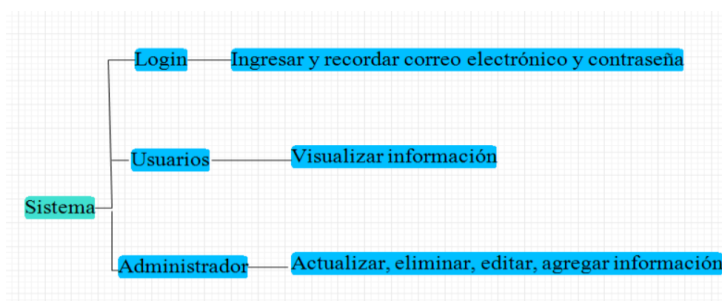 Login
Ingresar y recordar correo electrónico y contraseña
Usuarios
Visualizar información
Sistema
Administrador
Actualizar, eliminar, editar, agregar información